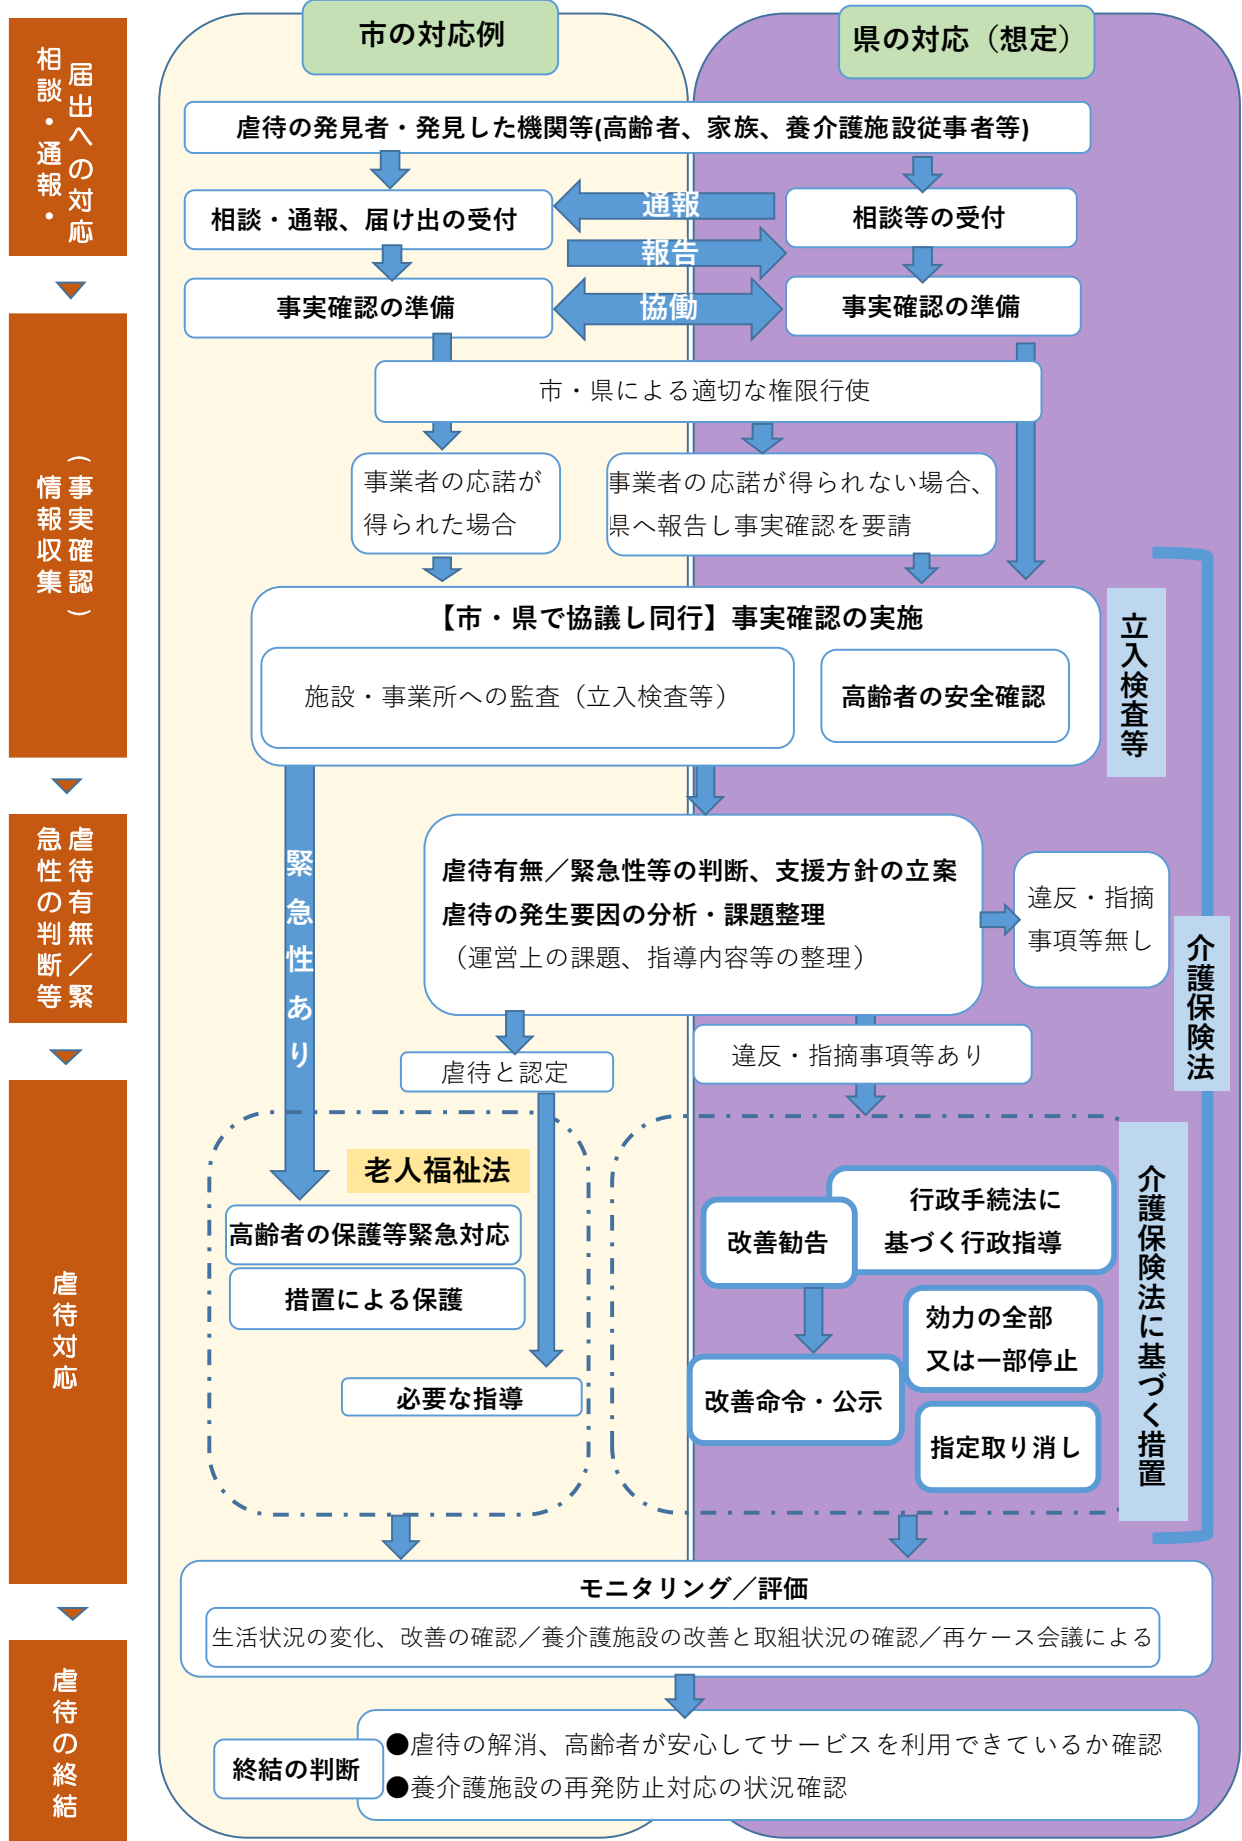 市の対応例
県の対応（想定）
相談・通報・
届出への対応
虐待の発見者・発見した機関等(高齢者、家族、養介護施設従事者等)
相談・通報、届け出の受付
通報
相談等の受付
報告
事実確認の準備
協働
事実確認の準備
情報収集
（事実確認）
市・県による適切な権限行使
事業者の応諾が
得られた場合
事業者の応諾が得られない場合、
県へ報告し事実確認を要請
【市・県で協議し同行】事実確認の実施
施設・事業所への監査（立入検査等）
高齢者の安全確認
立入検査等
虐待有無／緊
急性の判断等
緊急性あり
虐待有無／緊急性等の判断、支援方針の立案
虐待の発生要因の分析・課題整理
（運営上の課題、指導内容等の整理）
違反・指摘
事項等無し
介護保険法
虐待と認定
違反・指摘事項等あり
虐待対応
老人福祉法
高齢者の保護等緊急対応
措置による保護
必要な指導
改善勧告
行政手続法に
基づく行政指導
効力の全部
又は一部停止
改善命令・公示
指定取り消し
介護保険法に基づく措置
モニタリング／評価
生活状況の変化、改善の確認／養介護施設の改善と取組状況の確認／再ケース会議による
虐待の終結
終結の判断
●虐待の解消、高齢者が安心してサービスを利用できているか確認
●養介護施設の再発防止対応の状況確認